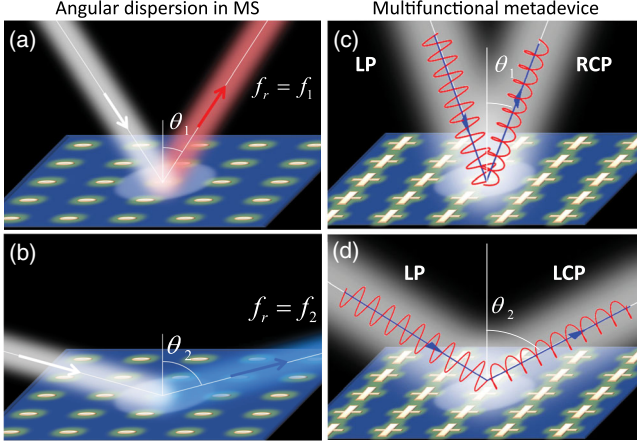 Angular dispersion in MS
Multifunctional metadevice
(a)
θ₁
fᵣ = f₁
(c)
LP
θ₁
RCP
(b)
θ₂
fᵣ = f₂
(d)
LP
LCP
θ₂